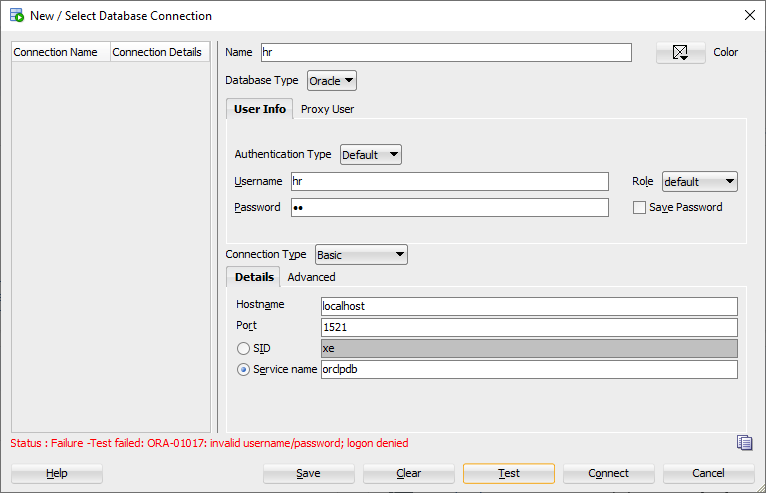 New / Select Database Connection
Connection Name Connection Details
Name hr Color
Database Type Oracle
User Info Proxy User
Authentication Type Default
Username hr Role default
Password •• Save Password
Connection Type Basic
Details Advanced
Hostname localhost
Port 1521
SID xe
Service name orclpdb
Status : Failure -Test failed: ORA-01017: invalid username/password; logon denied
Help Save Clear Test Connect Cancel